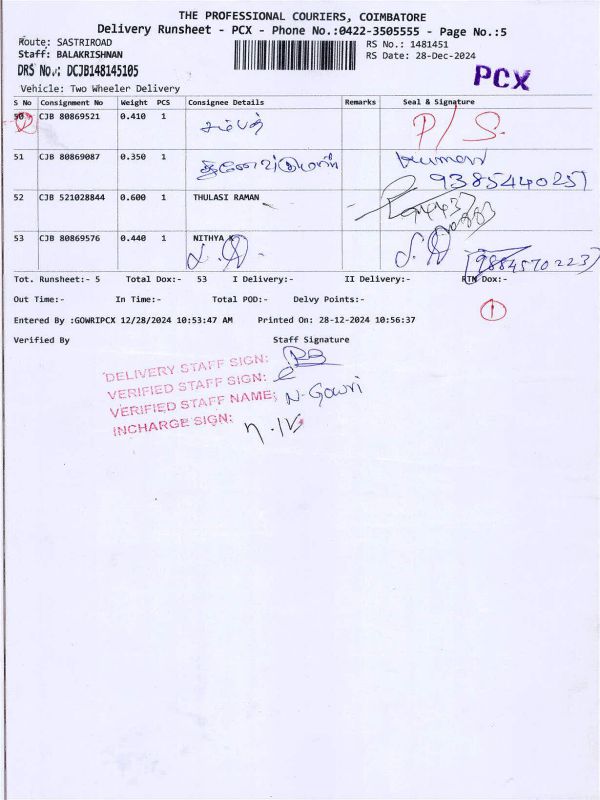 THE PROFESSIONAL COURIERS, COIMBATORE
Delivery Runsheet - PCX - Phone No.:0422-3505555 - Page No.:5
Route: SASTRIROAD
RS No.: 1481451
Staff: BALAKRISHNAN
RS Date: 28-Dec-2024
DRS No.: DCJB148145105
PCX
Vehicle: Two Wheeler Delivery
S No Consignment No Weight PCS Consignee Details Remarks Seal & Signature
50 CJB 80869521 0.410 1 சம்பத் P/S.
51 CJB 80869087 0.350 1 Kumar
9385440251
52 CJB 521028844 0.600 1 THULASI RAMAN
53 CJB 80869576 0.440 1 NITHYA K
9884570223
Tot. Runsheet:- 5 Total Dox:- 53 I Delivery:- II Delivery:- RTN Dox:-
Out Time:- In Time:- Total POD:- Delvy Points:-
1
Entered By :GOWRIPCX 12/28/2024 10:53:47 AM Printed On: 28-12-2024 10:56:37
Verified By Staff Signature
DELIVERY STAFF SIGN:
VERIFIED STAFF SIGN:
VERIFIED STAFF NAME: N. Gowri
INCHARGE SIGN: